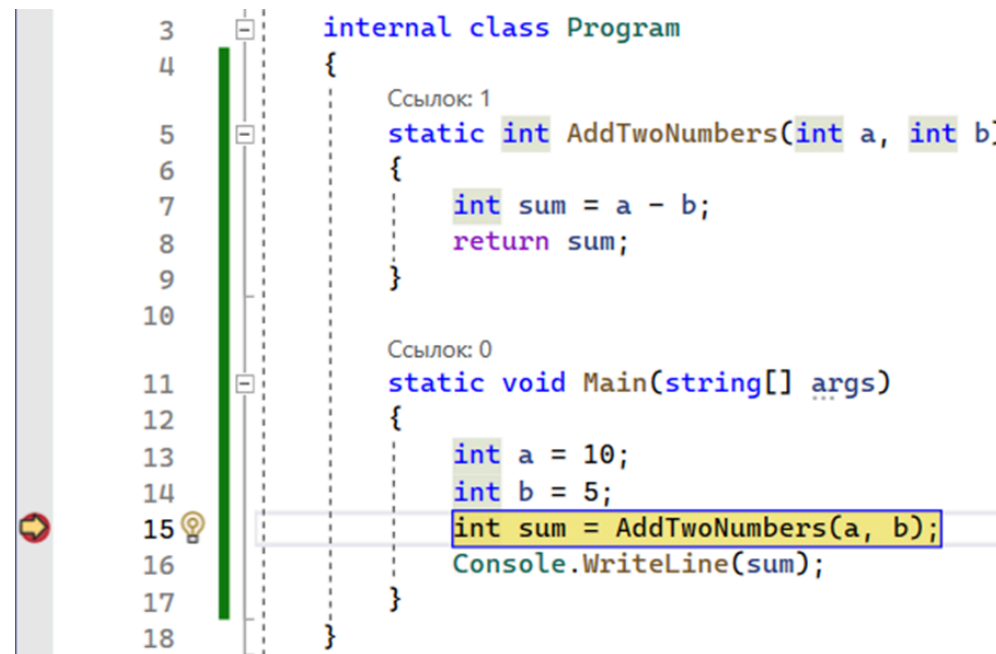 3 internal class Program
4 {
Ссылок: 1
5 static int AddTwoNumbers(int a, int b)
6 {
7 int sum = a - b;
8 return sum;
9 }
10
Ссылок: 0
11 static void Main(string[] args)
12 {
13 int a = 10;
14 int b = 5;
15 int sum = AddTwoNumbers(a, b);
16 Console.WriteLine(sum);
17 }
18 }